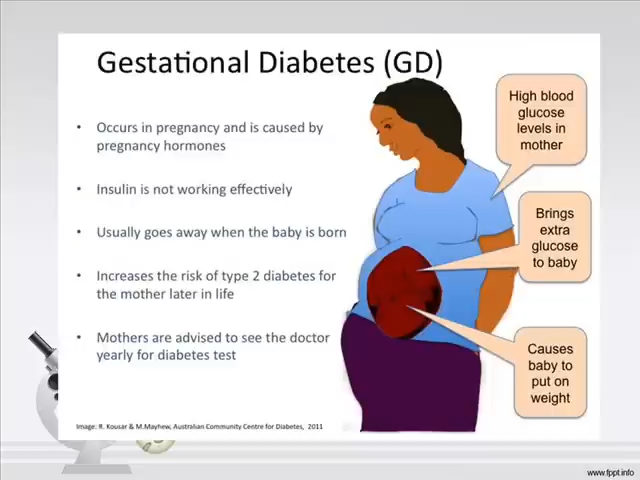 Gestational Diabetes (GD)
• Occurs in pregnancy and is caused by
pregnancy hormones
• Insulin is not working effectively
• Usually goes away when the baby is born
• Increases the risk of type 2 diabetes for
the mother later in life
• Mothers are advised to see the doctor
yearly for diabetes test
High blood
glucose
levels in
mother
Brings
extra
glucose
to baby
Causes
baby to
put on
weight
Image: R. Kousar & M.Mayhew, Australian Community Centre for Diabetes, 2011
www.fppt.info